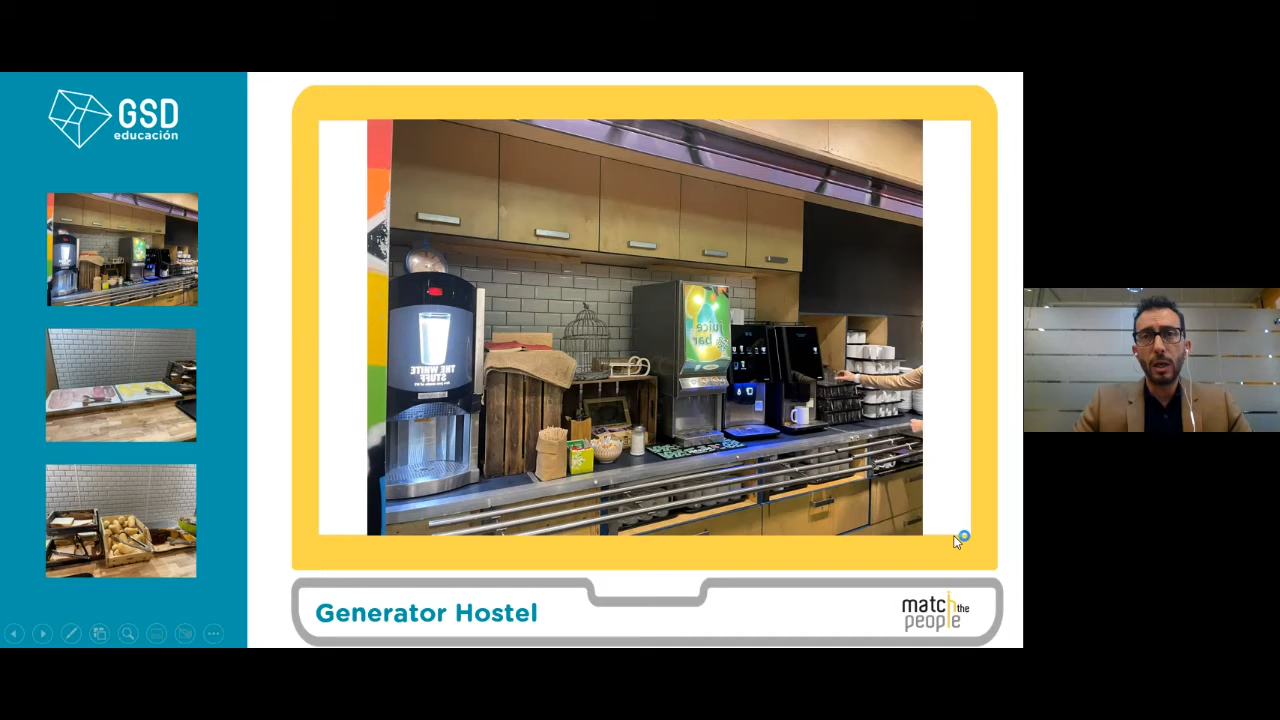 GSD
educación
THE WHITE
STUFF
juice
bar
Generator Hostel
match the
people